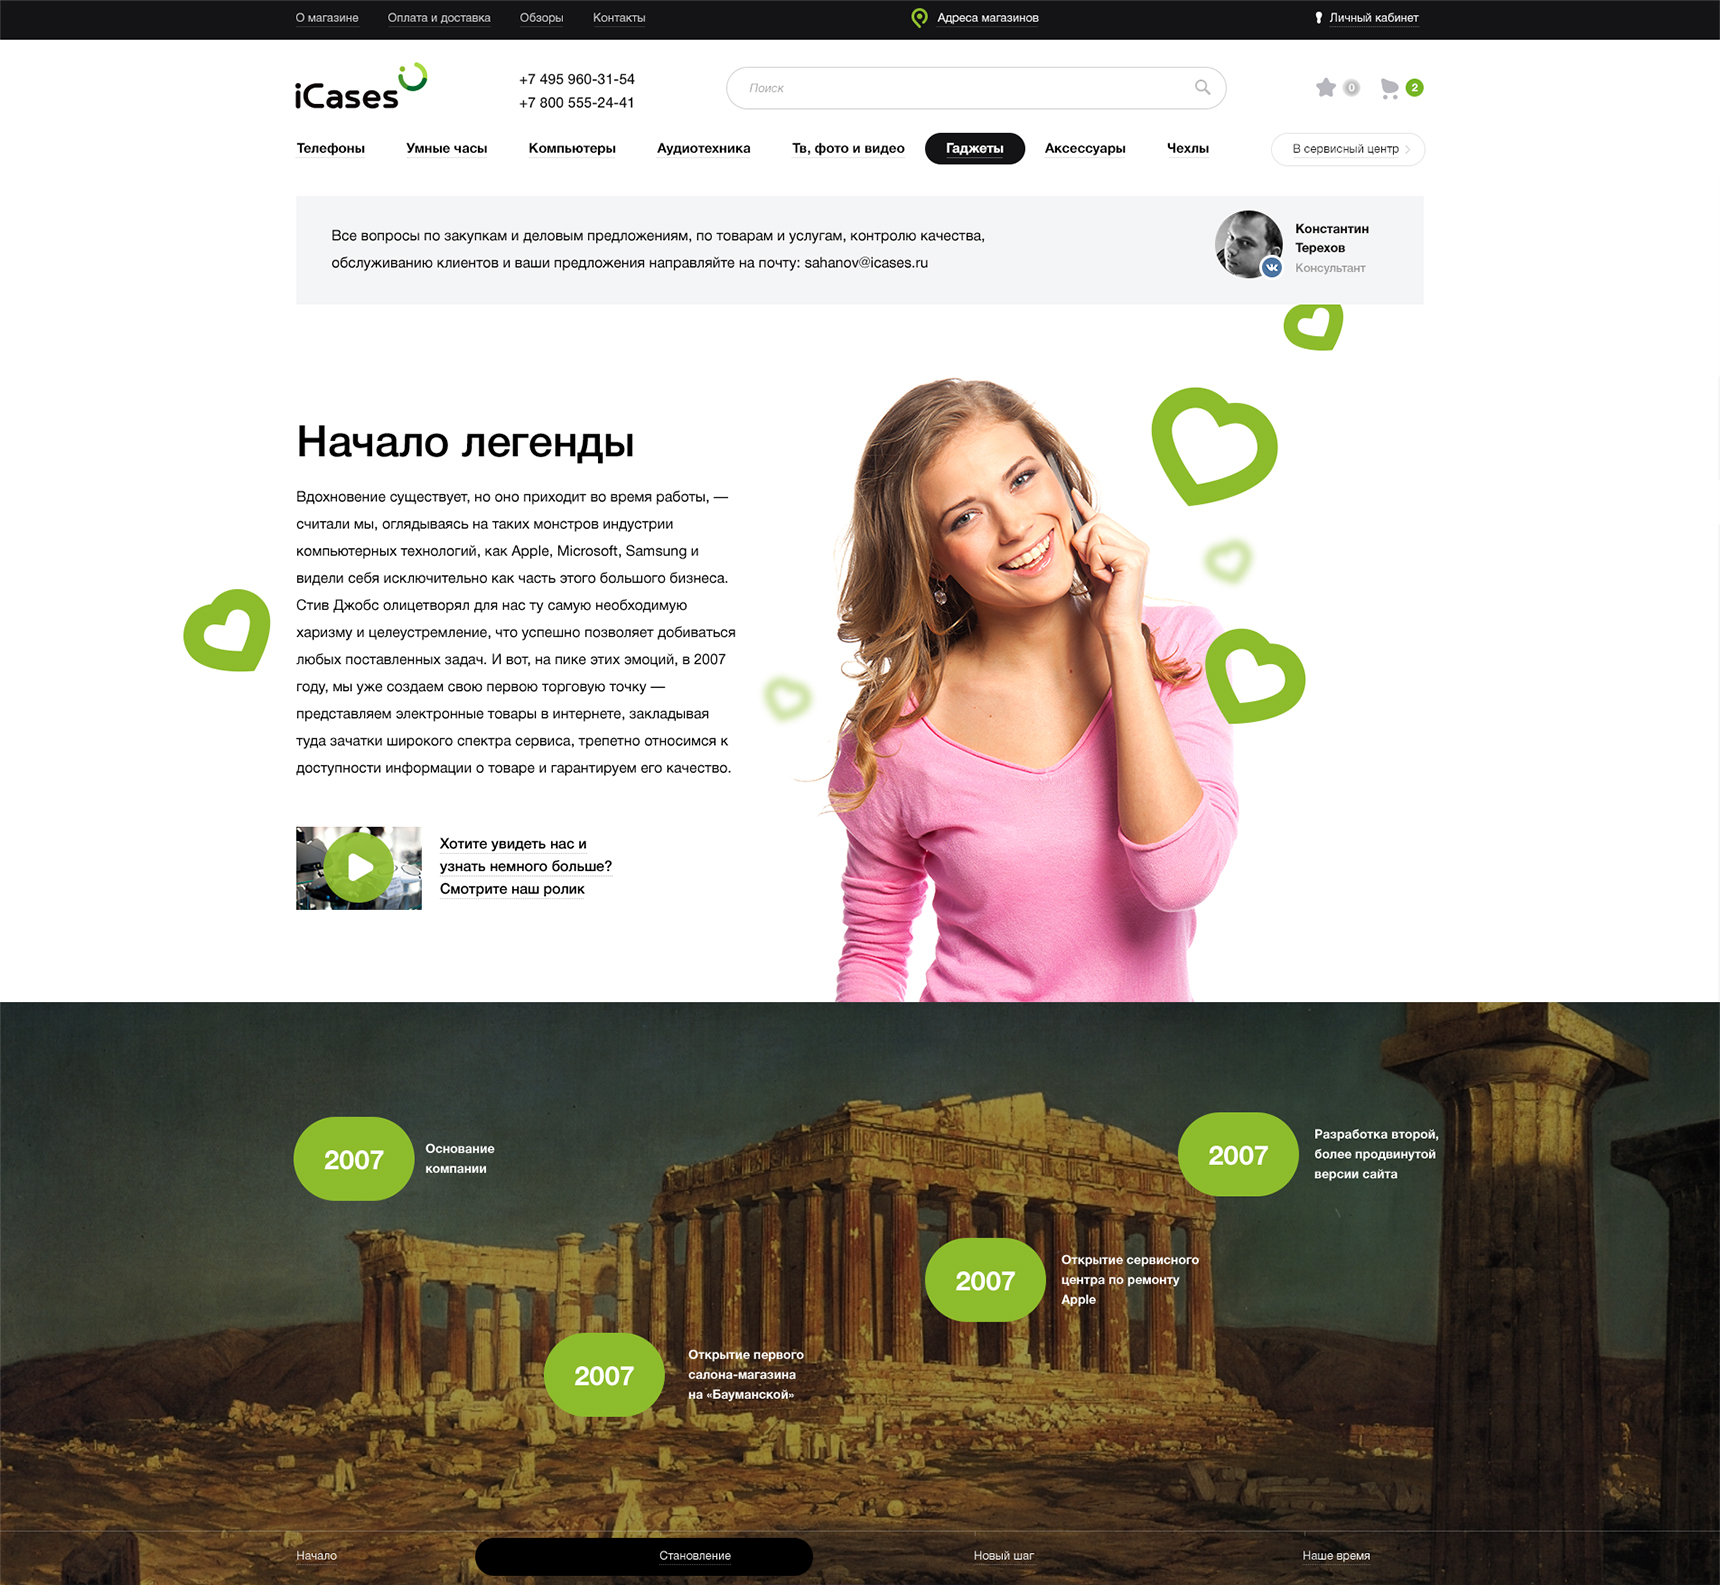 О магазине
Оплата и доставка
Обзоры
Контакты
Адреса магазинов
Личный кабинет
iCases
+7 495 960-31-54
+7 800 555-24-41
Поиск
0
2
Телефоны
Умные часы
Компьютеры
Аудиотехника
Тв, фото и видео
Гаджеты
Аксессуары
Чехлы
В сервисный центр
Все вопросы по закупкам и деловым предложениям, по товарам и услугам, контролю качества,
обслуживанию клиентов и ваши предложения направляйте на почту: sahanov@icases.ru
Константин
Терехов
Консультант
Начало легенды
Вдохновение существует, но оно приходит во время работы, —
считали мы, оглядываясь на таких монстров индустрии
компьютерных технологий, как Apple, Microsoft, Samsung и
видели себя исключительно как часть этого большого бизнеса.
Стив Джобс олицетворял для нас ту самую необходимую
харизму и целеустремление, что успешно позволяет добиваться
любых поставленных задач. И вот, на пике этих эмоций, в 2007
году, мы уже создаем свою первою торговую точку —
представляем электронные товары в интернете, закладывая
туда зачатки широкого спектра сервиса, трепетно относимся к
доступности информации о товаре и гарантируем его качество.
Хотите увидеть нас и
узнать немного больше?
Смотрите наш ролик
2007
Основание
компании
2007
Разработка второй,
более продвинутой
версии сайта
2007
Открытие сервисного
центра по ремонту
Apple
2007
Открытие первого
салона-магазина
на «Бауманской»
Начало
Становление
Новый шаг
Наше время